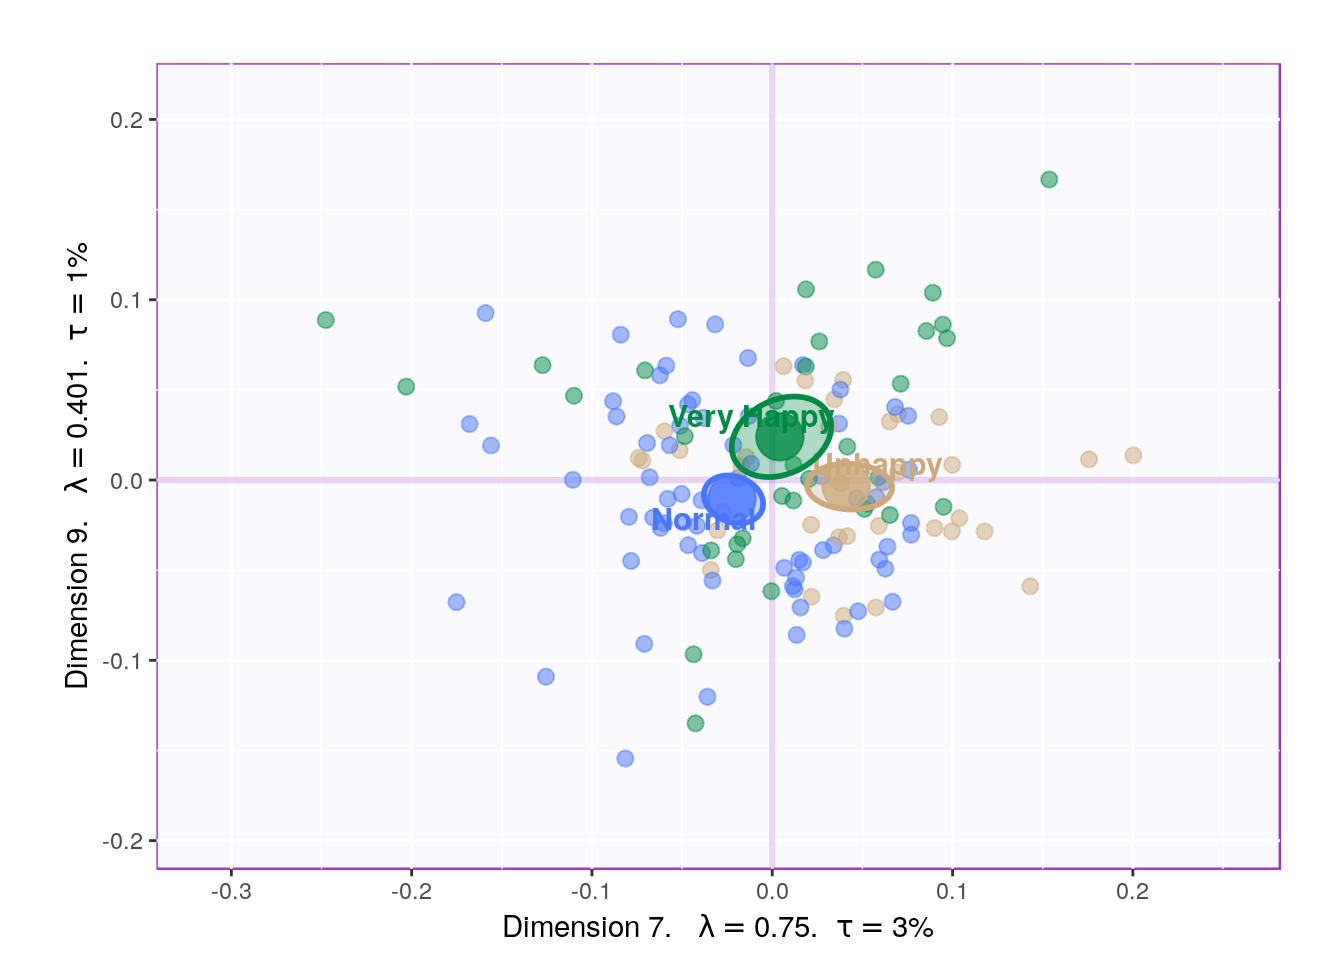 0.2
0.1
0.0
-0.1
-0.2
Dimension 9.   λ = 0.401.   τ = 1%
Very Happy
Unhappy
Normal
-0.3
-0.2
-0.1
0.0
0.1
0.2
Dimension 7.   λ = 0.75.   τ = 3%